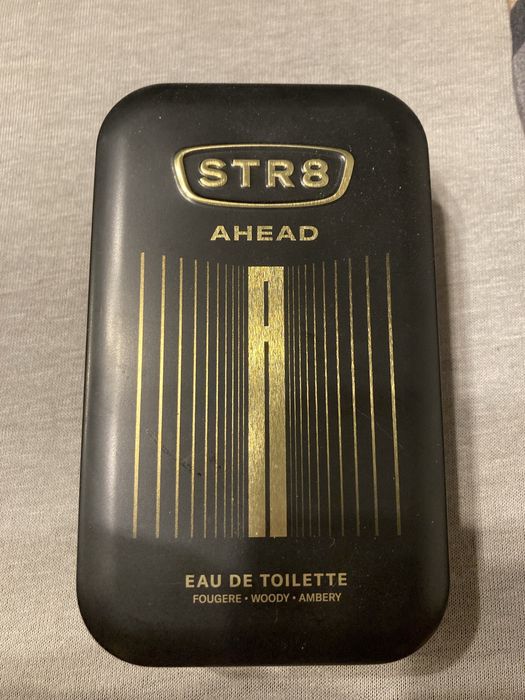 STR8
AHEAD
EAU DE TOILETTE
FOUGERE • WOODY • AMBERY